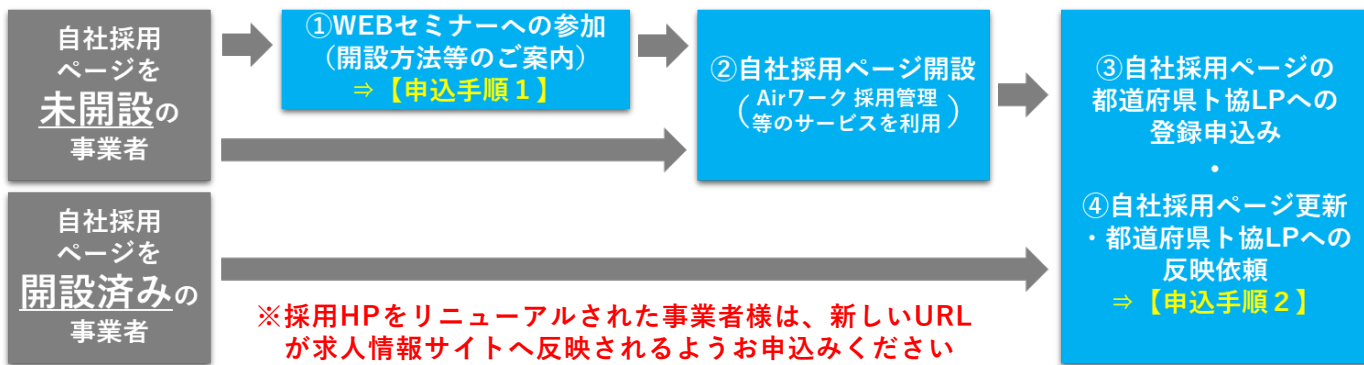 自社採用
ページを
未開設の
事業者
①WEBセミナーへの参加
（開設方法等のご案内）
⇒【申込手順１】
②自社採用ページ開設
（Airワーク 採用管理
等のサービスを利用）
③自社採用ページの
都道府県ト協LPへの
登録申込み
・
④自社採用ページ更新
・都道府県ト協LPへの
反映依頼
⇒【申込手順２】
自社採用
ページを
開設済みの
事業者
※採用HPをリニューアルされた事業者様は、新しいURL
が求人情報サイトへ反映されるようお申込みください